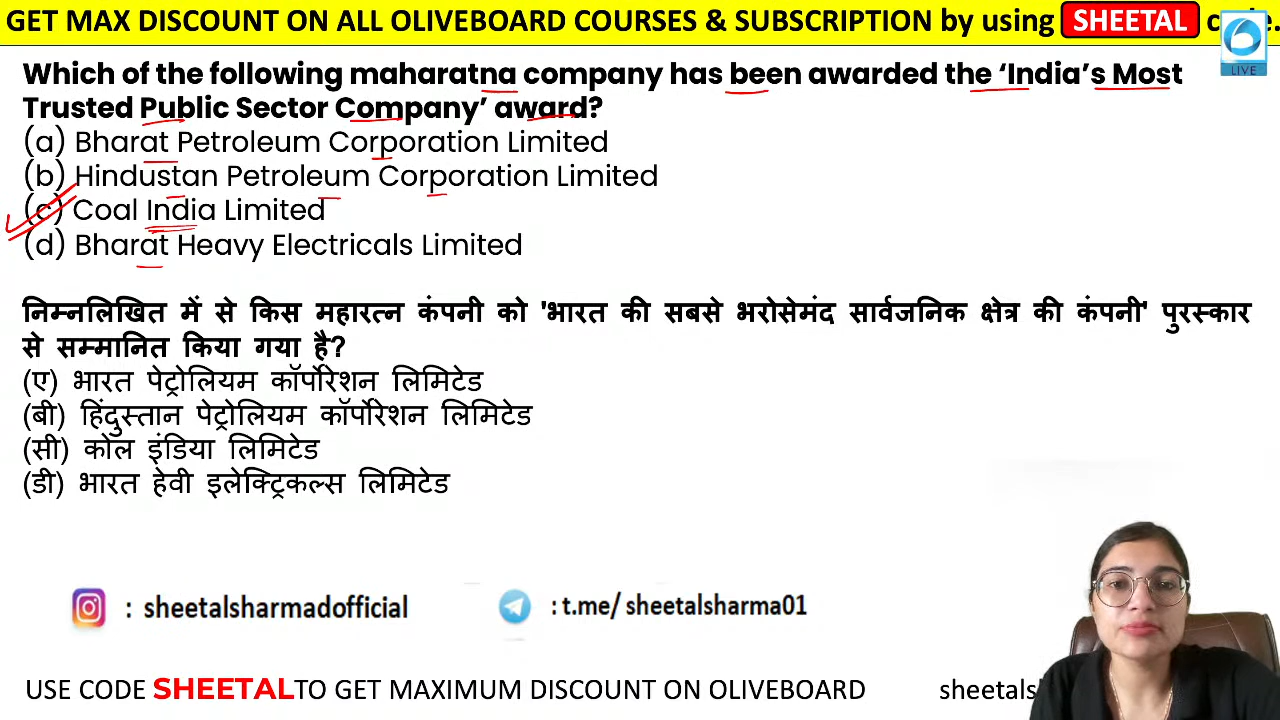 GET MAX DISCOUNT ON ALL OLIVEBOARD COURSES & SUBSCRIPTION by using SHEETAL code.
LIVE
Which of the following maharatna company has been awarded the ‘India’s Most
Trusted Public Sector Company’ award?
(a) Bharat Petroleum Corporation Limited
(b) Hindustan Petroleum Corporation Limited
(c) Coal India Limited
(d) Bharat Heavy Electricals Limited
निम्नलिखित में से किस महारत्न कंपनी को 'भारत की सबसे भरोसेमंद सार्वजनिक क्षेत्र की कंपनी' पुरस्कार
से सम्मानित किया गया है?
(ए) भारत पेट्रोलियम कॉर्पोरेशन लिमिटेड
(बी) हिंदुस्तान पेट्रोलियम कॉर्पोरेशन लिमिटेड
(सी) कोल इंडिया लिमिटेड
(डी) भारत हेवी इलेक्ट्रिकल्स लिमिटेड
: sheetalsharmadofficial : t.me/ sheetalsharma01
USE CODE SHEETALTO GET MAXIMUM DISCOUNT ON OLIVEBOARD